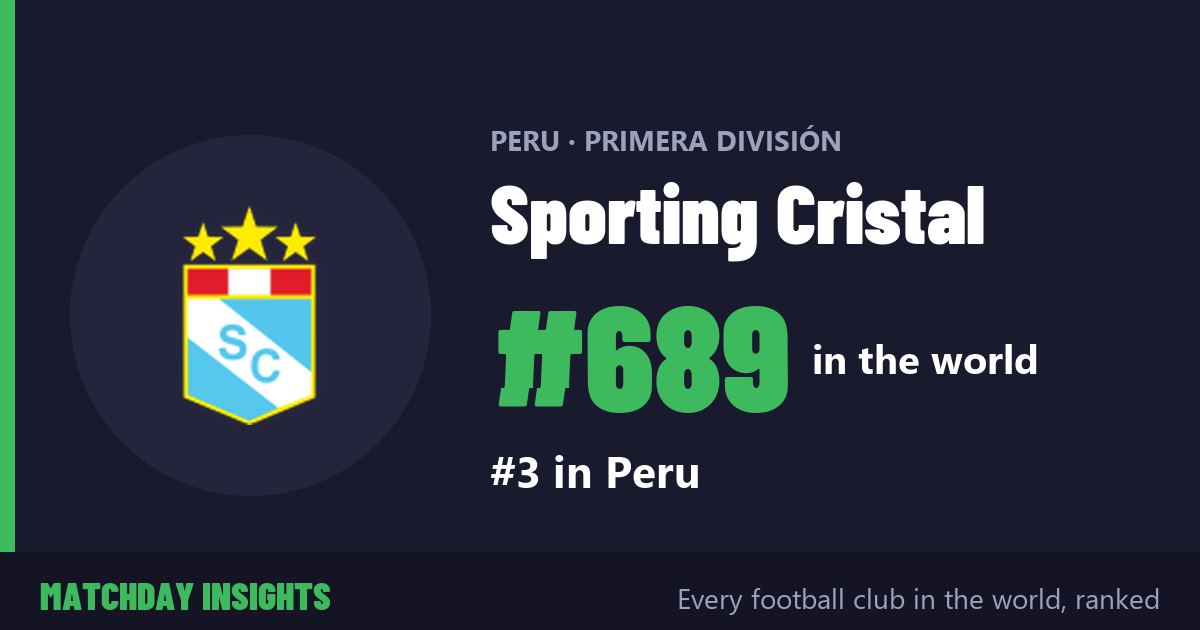 PERU · PRIMERA DIVISIÓN
Sporting Cristal
SC
#689 in the world
#3 in Peru
MATCHDAY INSIGHTS
Every football club in the world, ranked